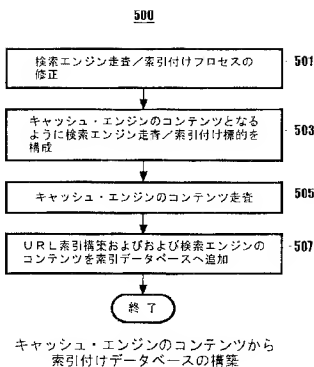 500
検索エンジン走査／索引付けプロセスの
修正
501
キャッシュ・エンジンのコンテンツとなる
ように検索エンジン走査／索引付け標的を
構成
503
キャッシュ・エンジンのコンテンツ走査
505
URL索引構築およびおよび検索エンジンの
コンテンツを索引データベースへ追加
507
終了
キャッシュ・エンジンのコンテンツから
索引付けデータベースの構築